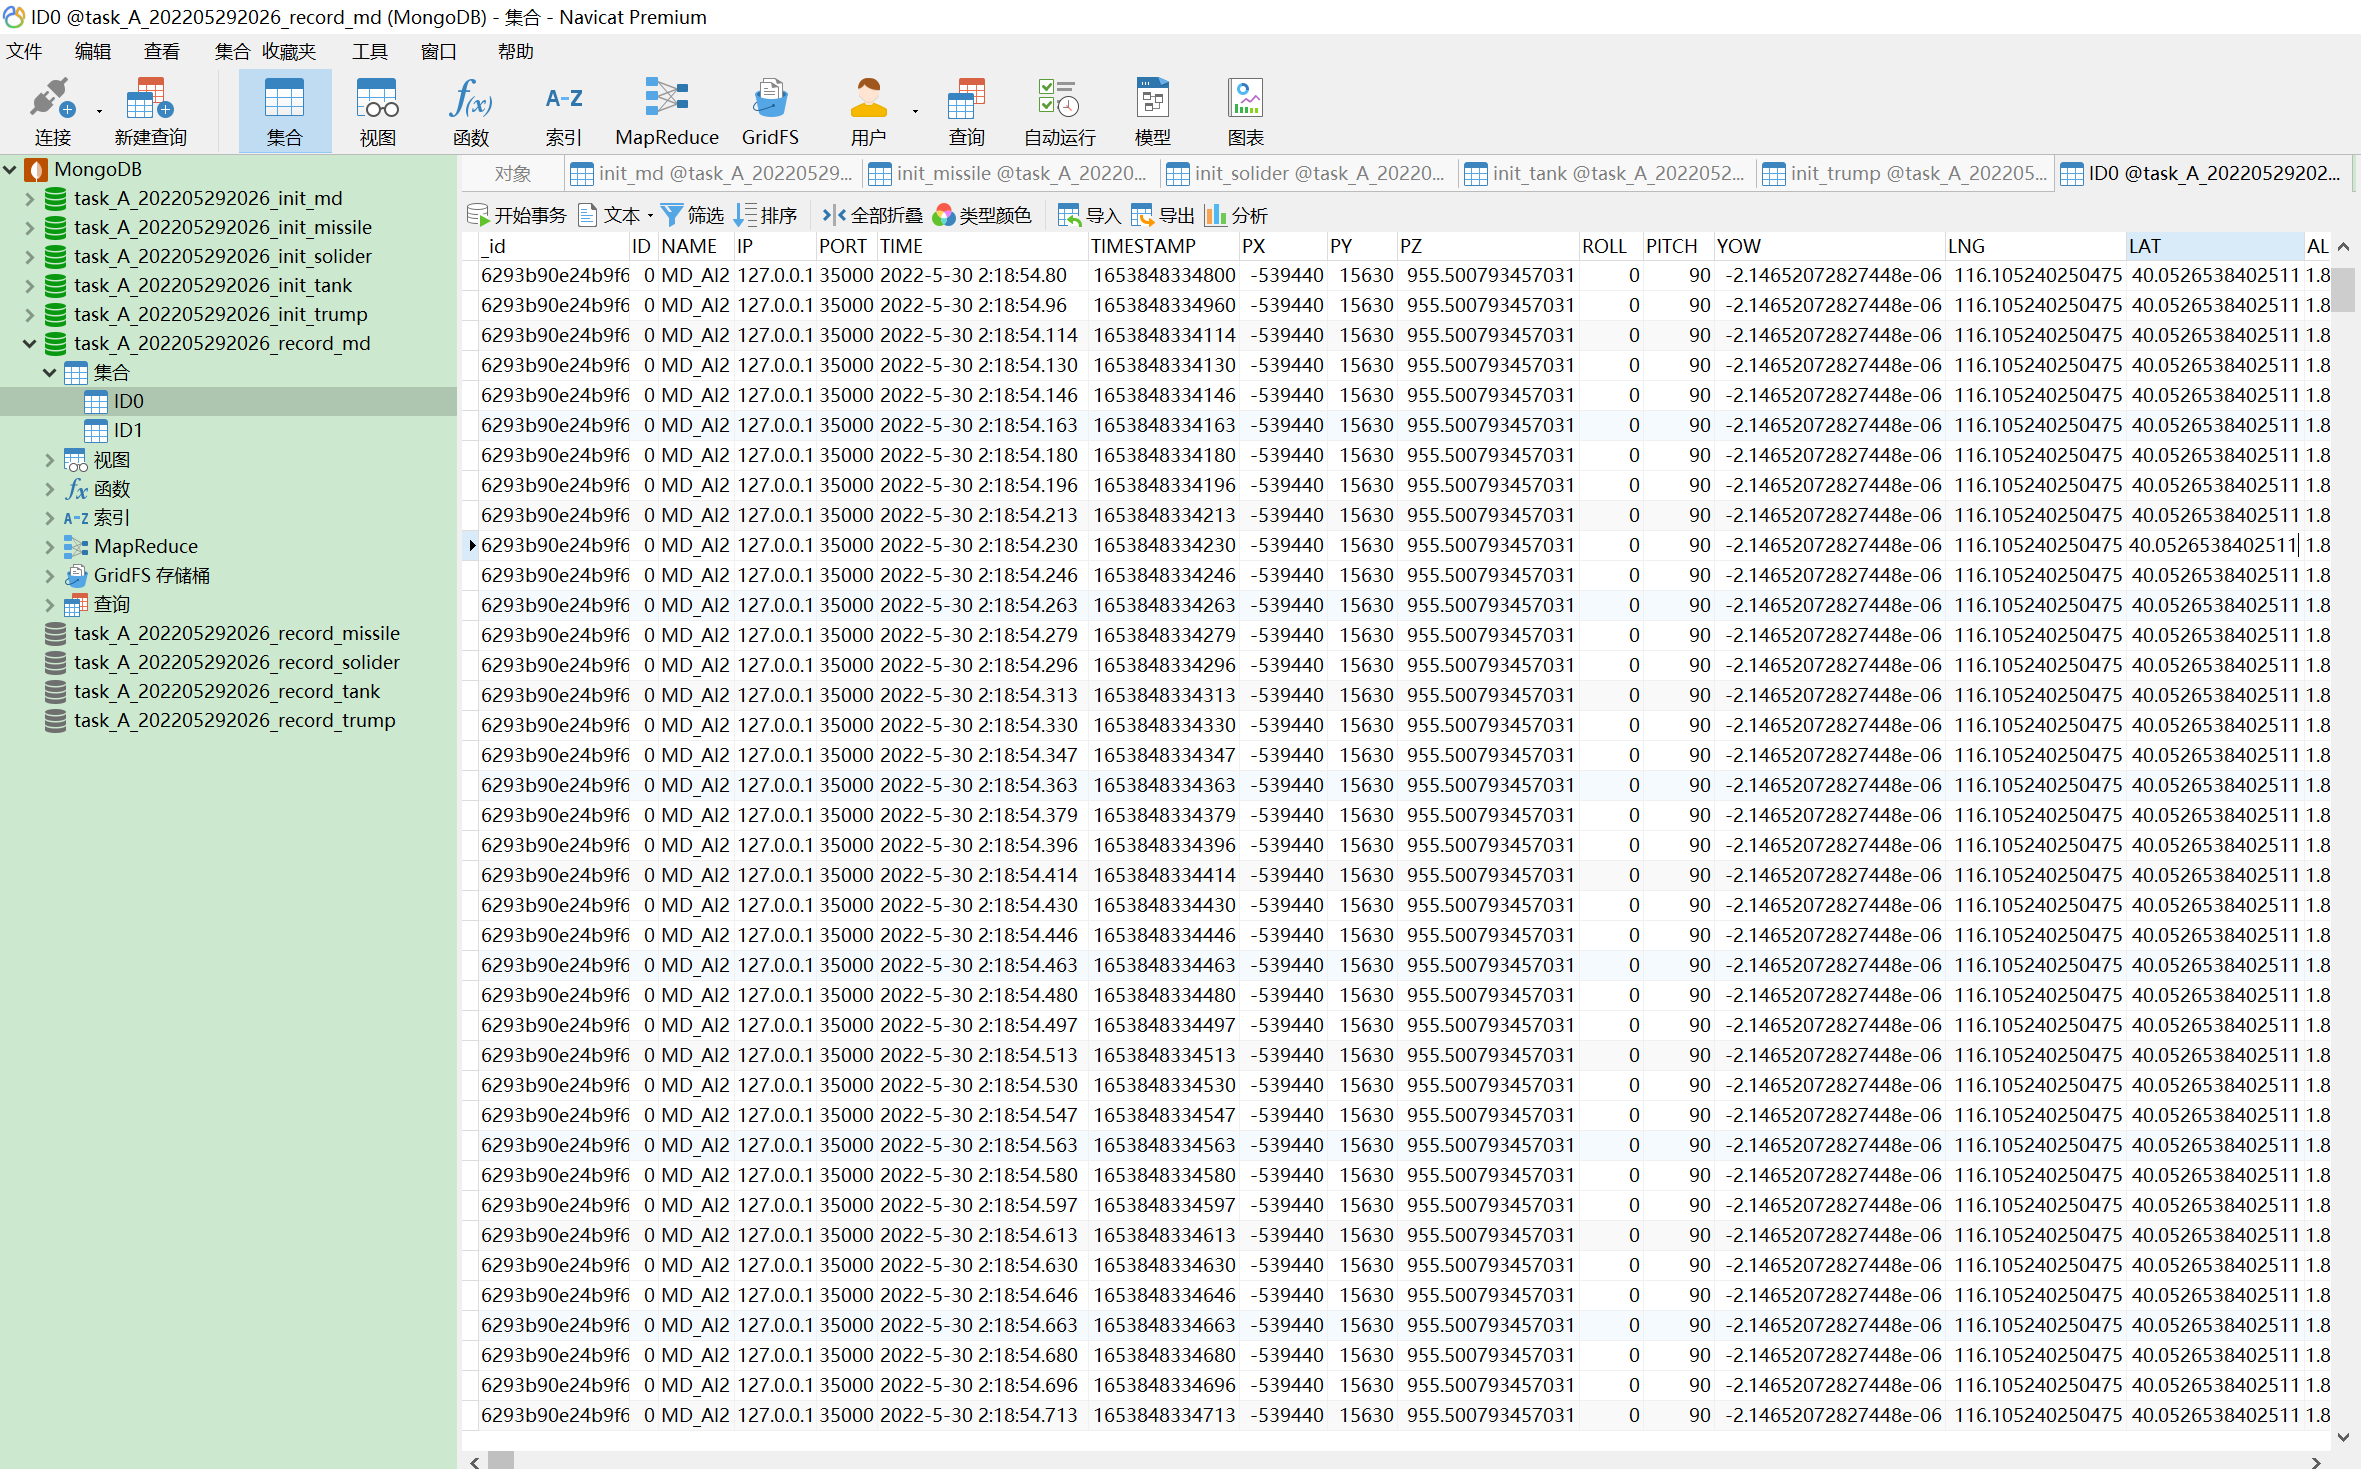 ID0 @task_A_202205292026_record_md (MongoDB) - 集合 - Navicat Premium
文件 编辑 查看 集合 收藏夹 工具 窗口 帮助
连接 新建查询 集合 视图 函数 索引 MapReduce GridFS 用户 查询 自动运行 模型 图表
MongoDB
task_A_202205292026_init_md
task_A_202205292026_init_missile
task_A_202205292026_init_solider
task_A_202205292026_init_tank
task_A_202205292026_init_trump
task_A_202205292026_record_md
集合
ID0
ID1
视图
函数
索引
MapReduce
GridFS 存储桶
查询
task_A_202205292026_record_missile
task_A_202205292026_record_solider
task_A_202205292026_record_tank
task_A_202205292026_record_trump
对象 init_md @task_A_20220529... init_missile @task_A_20220... init_solider @task_A_20220... init_tank @task_A_2022052... init_trump @task_A_202205... ID0 @task_A_20220529202...
开始事务 文本 筛选 排序 全部折叠 类型颜色 导入 导出 分析
_id ID NAME IP PORT TIME TIMESTAMP PX PY PZ ROLL PITCH YOW LNG LAT AL
6293b90e24b9f6 0 MD_AI2 127.0.0.1 35000 2022-5-30 2:18:54.80 1653848334800 -539440 15630 955.500793457031 0 90 -2.14652072827448e-06 116.105240250475 40.0526538402511 1.8
6293b90e24b9f6 0 MD_AI2 127.0.0.1 35000 2022-5-30 2:18:54.96 1653848334960 -539440 15630 955.500793457031 0 90 -2.14652072827448e-06 116.105240250475 40.0526538402511 1.8
6293b90e24b9f6 0 MD_AI2 127.0.0.1 35000 2022-5-30 2:18:54.114 1653848334114 -539440 15630 955.500793457031 0 90 -2.14652072827448e-06 116.105240250475 40.0526538402511 1.8
6293b90e24b9f6 0 MD_AI2 127.0.0.1 35000 2022-5-30 2:18:54.130 1653848334130 -539440 15630 955.500793457031 0 90 -2.14652072827448e-06 116.105240250475 40.0526538402511 1.8
6293b90e24b9f6 0 MD_AI2 127.0.0.1 35000 2022-5-30 2:18:54.146 1653848334146 -539440 15630 955.500793457031 0 90 -2.14652072827448e-06 116.105240250475 40.0526538402511 1.8
6293b90e24b9f6 0 MD_AI2 127.0.0.1 35000 2022-5-30 2:18:54.163 1653848334163 -539440 15630 955.500793457031 0 90 -2.14652072827448e-06 116.105240250475 40.0526538402511 1.8
6293b90e24b9f6 0 MD_AI2 127.0.0.1 35000 2022-5-30 2:18:54.180 1653848334180 -539440 15630 955.500793457031 0 90 -2.14652072827448e-06 116.105240250475 40.0526538402511 1.8
6293b90e24b9f6 0 MD_AI2 127.0.0.1 35000 2022-5-30 2:18:54.196 1653848334196 -539440 15630 955.500793457031 0 90 -2.14652072827448e-06 116.105240250475 40.0526538402511 1.8
6293b90e24b9f6 0 MD_AI2 127.0.0.1 35000 2022-5-30 2:18:54.213 1653848334213 -539440 15630 955.500793457031 0 90 -2.14652072827448e-06 116.105240250475 40.0526538402511 1.8
6293b90e24b9f6 0 MD_AI2 127.0.0.1 35000 2022-5-30 2:18:54.230 1653848334230 -539440 15630 955.500793457031 0 90 -2.14652072827448e-06 116.105240250475 40.0526538402511 1.8
6293b90e24b9f6 0 MD_AI2 127.0.0.1 35000 2022-5-30 2:18:54.246 1653848334246 -539440 15630 955.500793457031 0 90 -2.14652072827448e-06 116.105240250475 40.0526538402511 1.8
6293b90e24b9f6 0 MD_AI2 127.0.0.1 35000 2022-5-30 2:18:54.263 1653848334263 -539440 15630 955.500793457031 0 90 -2.14652072827448e-06 116.105240250475 40.0526538402511 1.8
6293b90e24b9f6 0 MD_AI2 127.0.0.1 35000 2022-5-30 2:18:54.279 1653848334279 -539440 15630 955.500793457031 0 90 -2.14652072827448e-06 116.105240250475 40.0526538402511 1.8
6293b90e24b9f6 0 MD_AI2 127.0.0.1 35000 2022-5-30 2:18:54.296 1653848334296 -539440 15630 955.500793457031 0 90 -2.14652072827448e-06 116.105240250475 40.0526538402511 1.8
6293b90e24b9f6 0 MD_AI2 127.0.0.1 35000 2022-5-30 2:18:54.313 1653848334313 -539440 15630 955.500793457031 0 90 -2.14652072827448e-06 116.105240250475 40.0526538402511 1.8
6293b90e24b9f6 0 MD_AI2 127.0.0.1 35000 2022-5-30 2:18:54.330 1653848334330 -539440 15630 955.500793457031 0 90 -2.14652072827448e-06 116.105240250475 40.0526538402511 1.8
6293b90e24b9f6 0 MD_AI2 127.0.0.1 35000 2022-5-30 2:18:54.347 1653848334347 -539440 15630 955.500793457031 0 90 -2.14652072827448e-06 116.105240250475 40.0526538402511 1.8
6293b90e24b9f6 0 MD_AI2 127.0.0.1 35000 2022-5-30 2:18:54.363 1653848334363 -539440 15630 955.500793457031 0 90 -2.14652072827448e-06 116.105240250475 40.0526538402511 1.8
6293b90e24b9f6 0 MD_AI2 127.0.0.1 35000 2022-5-30 2:18:54.379 1653848334379 -539440 15630 955.500793457031 0 90 -2.14652072827448e-06 116.105240250475 40.0526538402511 1.8
6293b90e24b9f6 0 MD_AI2 127.0.0.1 35000 2022-5-30 2:18:54.396 1653848334396 -539440 15630 955.500793457031 0 90 -2.14652072827448e-06 116.105240250475 40.0526538402511 1.8
6293b90e24b9f6 0 MD_AI2 127.0.0.1 35000 2022-5-30 2:18:54.414 1653848334414 -539440 15630 955.500793457031 0 90 -2.14652072827448e-06 116.105240250475 40.0526538402511 1.8
6293b90e24b9f6 0 MD_AI2 127.0.0.1 35000 2022-5-30 2:18:54.430 1653848334430 -539440 15630 955.500793457031 0 90 -2.14652072827448e-06 116.105240250475 40.0526538402511 1.8
6293b90e24b9f6 0 MD_AI2 127.0.0.1 35000 2022-5-30 2:18:54.446 1653848334446 -539440 15630 955.500793457031 0 90 -2.14652072827448e-06 116.105240250475 40.0526538402511 1.8
6293b90e24b9f6 0 MD_AI2 127.0.0.1 35000 2022-5-30 2:18:54.463 1653848334463 -539440 15630 955.500793457031 0 90 -2.14652072827448e-06 116.105240250475 40.0526538402511 1.8
6293b90e24b9f6 0 MD_AI2 127.0.0.1 35000 2022-5-30 2:18:54.480 1653848334480 -539440 15630 955.500793457031 0 90 -2.14652072827448e-06 116.105240250475 40.0526538402511 1.8
6293b90e24b9f6 0 MD_AI2 127.0.0.1 35000 2022-5-30 2:18:54.497 1653848334497 -539440 15630 955.500793457031 0 90 -2.14652072827448e-06 116.105240250475 40.0526538402511 1.8
6293b90e24b9f6 0 MD_AI2 127.0.0.1 35000 2022-5-30 2:18:54.513 1653848334513 -539440 15630 955.500793457031 0 90 -2.14652072827448e-06 116.105240250475 40.0526538402511 1.8
6293b90e24b9f6 0 MD_AI2 127.0.0.1 35000 2022-5-30 2:18:54.530 1653848334530 -539440 15630 955.500793457031 0 90 -2.14652072827448e-06 116.105240250475 40.0526538402511 1.8
6293b90e24b9f6 0 MD_AI2 127.0.0.1 35000 2022-5-30 2:18:54.547 1653848334547 -539440 15630 955.500793457031 0 90 -2.14652072827448e-06 116.105240250475 40.0526538402511 1.8
6293b90e24b9f6 0 MD_AI2 127.0.0.1 35000 2022-5-30 2:18:54.563 1653848334563 -539440 15630 955.500793457031 0 90 -2.14652072827448e-06 116.105240250475 40.0526538402511 1.8
6293b90e24b9f6 0 MD_AI2 127.0.0.1 35000 2022-5-30 2:18:54.580 1653848334580 -539440 15630 955.500793457031 0 90 -2.14652072827448e-06 116.105240250475 40.0526538402511 1.8
6293b90e24b9f6 0 MD_AI2 127.0.0.1 35000 2022-5-30 2:18:54.597 1653848334597 -539440 15630 955.500793457031 0 90 -2.14652072827448e-06 116.105240250475 40.0526538402511 1.8
6293b90e24b9f6 0 MD_AI2 127.0.0.1 35000 2022-5-30 2:18:54.613 1653848334613 -539440 15630 955.500793457031 0 90 -2.14652072827448e-06 116.105240250475 40.0526538402511 1.8
6293b90e24b9f6 0 MD_AI2 127.0.0.1 35000 2022-5-30 2:18:54.630 1653848334630 -539440 15630 955.500793457031 0 90 -2.14652072827448e-06 116.105240250475 40.0526538402511 1.8
6293b90e24b9f6 0 MD_AI2 127.0.0.1 35000 2022-5-30 2:18:54.646 1653848334646 -539440 15630 955.500793457031 0 90 -2.14652072827448e-06 116.105240250475 40.0526538402511 1.8
6293b90e24b9f6 0 MD_AI2 127.0.0.1 35000 2022-5-30 2:18:54.663 1653848334663 -539440 15630 955.500793457031 0 90 -2.14652072827448e-06 116.105240250475 40.0526538402511 1.8
6293b90e24b9f6 0 MD_AI2 127.0.0.1 35000 2022-5-30 2:18:54.680 1653848334680 -539440 15630 955.500793457031 0 90 -2.14652072827448e-06 116.105240250475 40.0526538402511 1.8
6293b90e24b9f6 0 MD_AI2 127.0.0.1 35000 2022-5-30 2:18:54.696 1653848334696 -539440 15630 955.500793457031 0 90 -2.14652072827448e-06 116.105240250475 40.0526538402511 1.8
6293b90e24b9f6 0 MD_AI2 127.0.0.1 35000 2022-5-30 2:18:54.713 1653848334713 -539440 15630 955.500793457031 0 90 -2.14652072827448e-06 116.105240250475 40.0526538402511 1.8